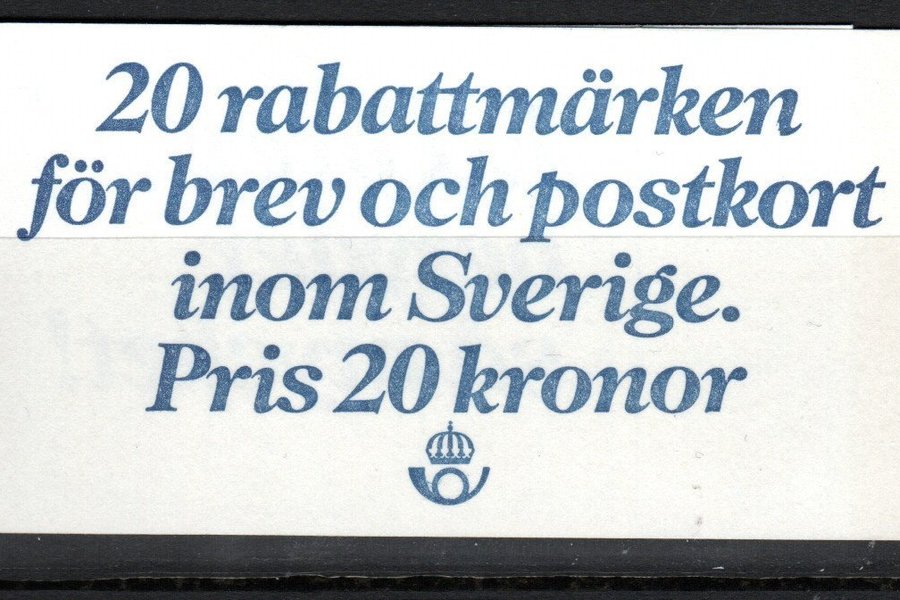 20 rabattmärken
för brev och postkort
inom Sverige.
Pris 20 kronor